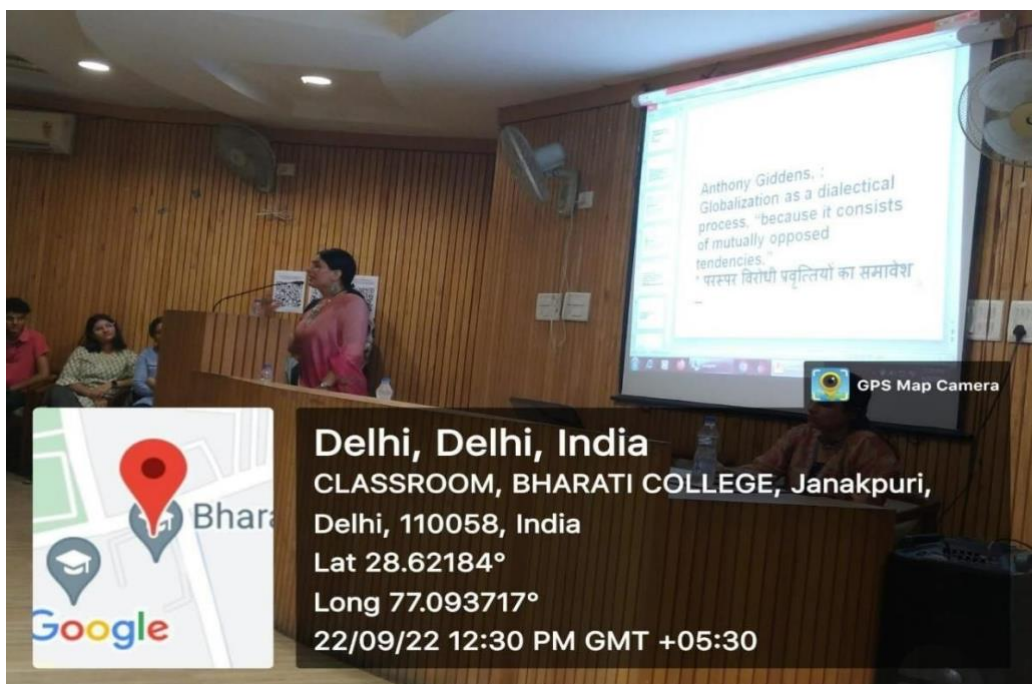 Anthony Giddens, :
Globalization as a dialectical
process, "because it consists
of mutually opposed
tendencies."
" परस्पर विरोधी प्रवृत्तियों का समावेश
GPS Map Camera
Delhi, Delhi, India
CLASSROOM, BHARATI COLLEGE, Janakpuri,
Delhi, 110058, India
Lat 28.62184°
Long 77.093717°
22/09/22 12:30 PM GMT +05:30
Bhara
Google